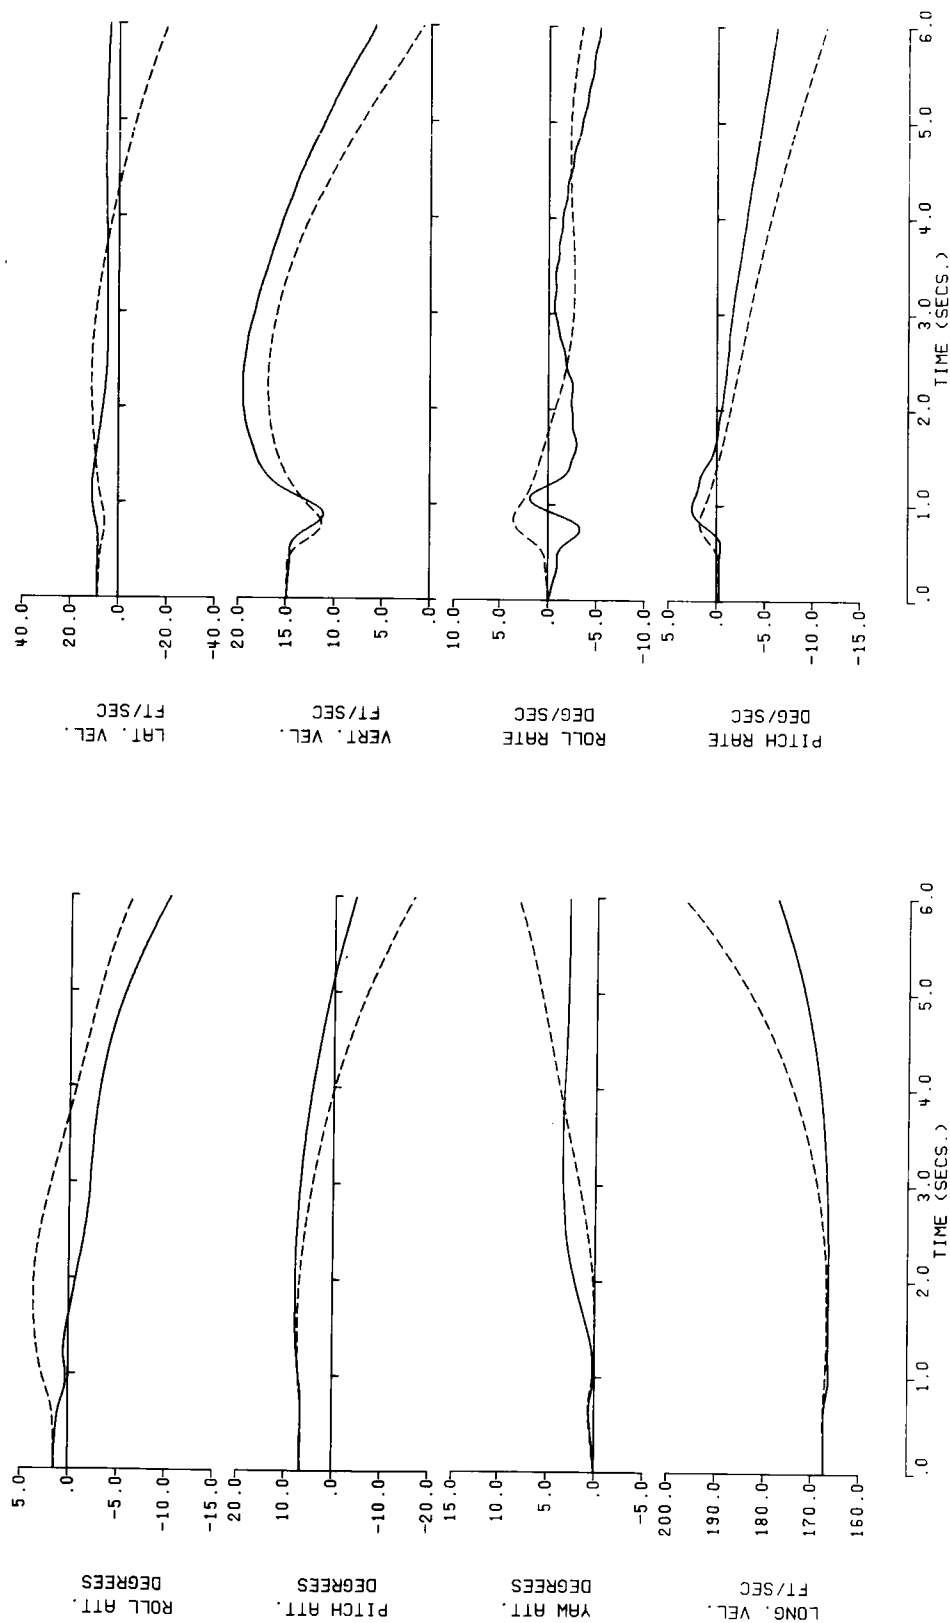 ROLL ATT.
DEGREES
5.0
.0
-5.0
-10.0
-15.0
PITCH ATT.
DEGREES
20.0
10.0
.0
-10.0
-20.0
YAW ATT.
DEGREES
15.0
10.0
5.0
.0
-5.0
LONG. VEL.
FT/SEC
200.0
190.0
180.0
170.0
160.0
.0 1.0 2.0 3.0 4.0 5.0 6.0
TIME (SECS.)
LAT. VEL.
FT/SEC
40.0
20.0
.0
-20.0
-40.0
VERT. VEL.
FT/SEC
20.0
15.0
10.0
5.0
.0
ROLL RATE
DEG/SEC
10.0
5.0
.0
-5.0
-10.0
PITCH RATE
DEG/SEC
5.0
.0
-5.0
-10.0
-15.0
.0 1.0 2.0 3.0 4.0 5.0 6.0
TIME (SECS.)